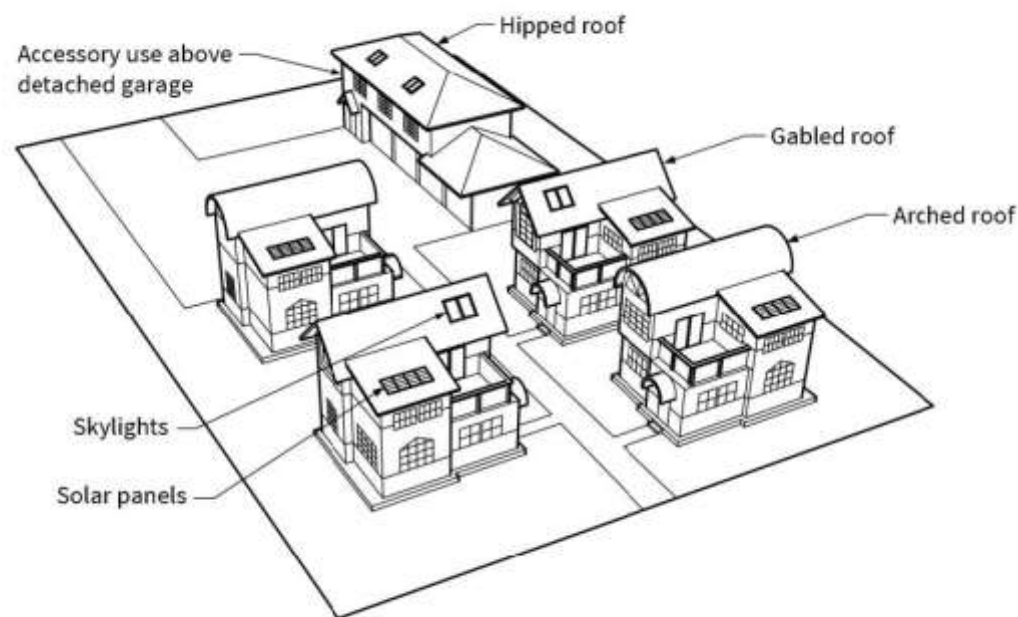 Hipped roof
Accessory use above
detached garage
Gabled roof
Arched roof
Skylights
Solar panels